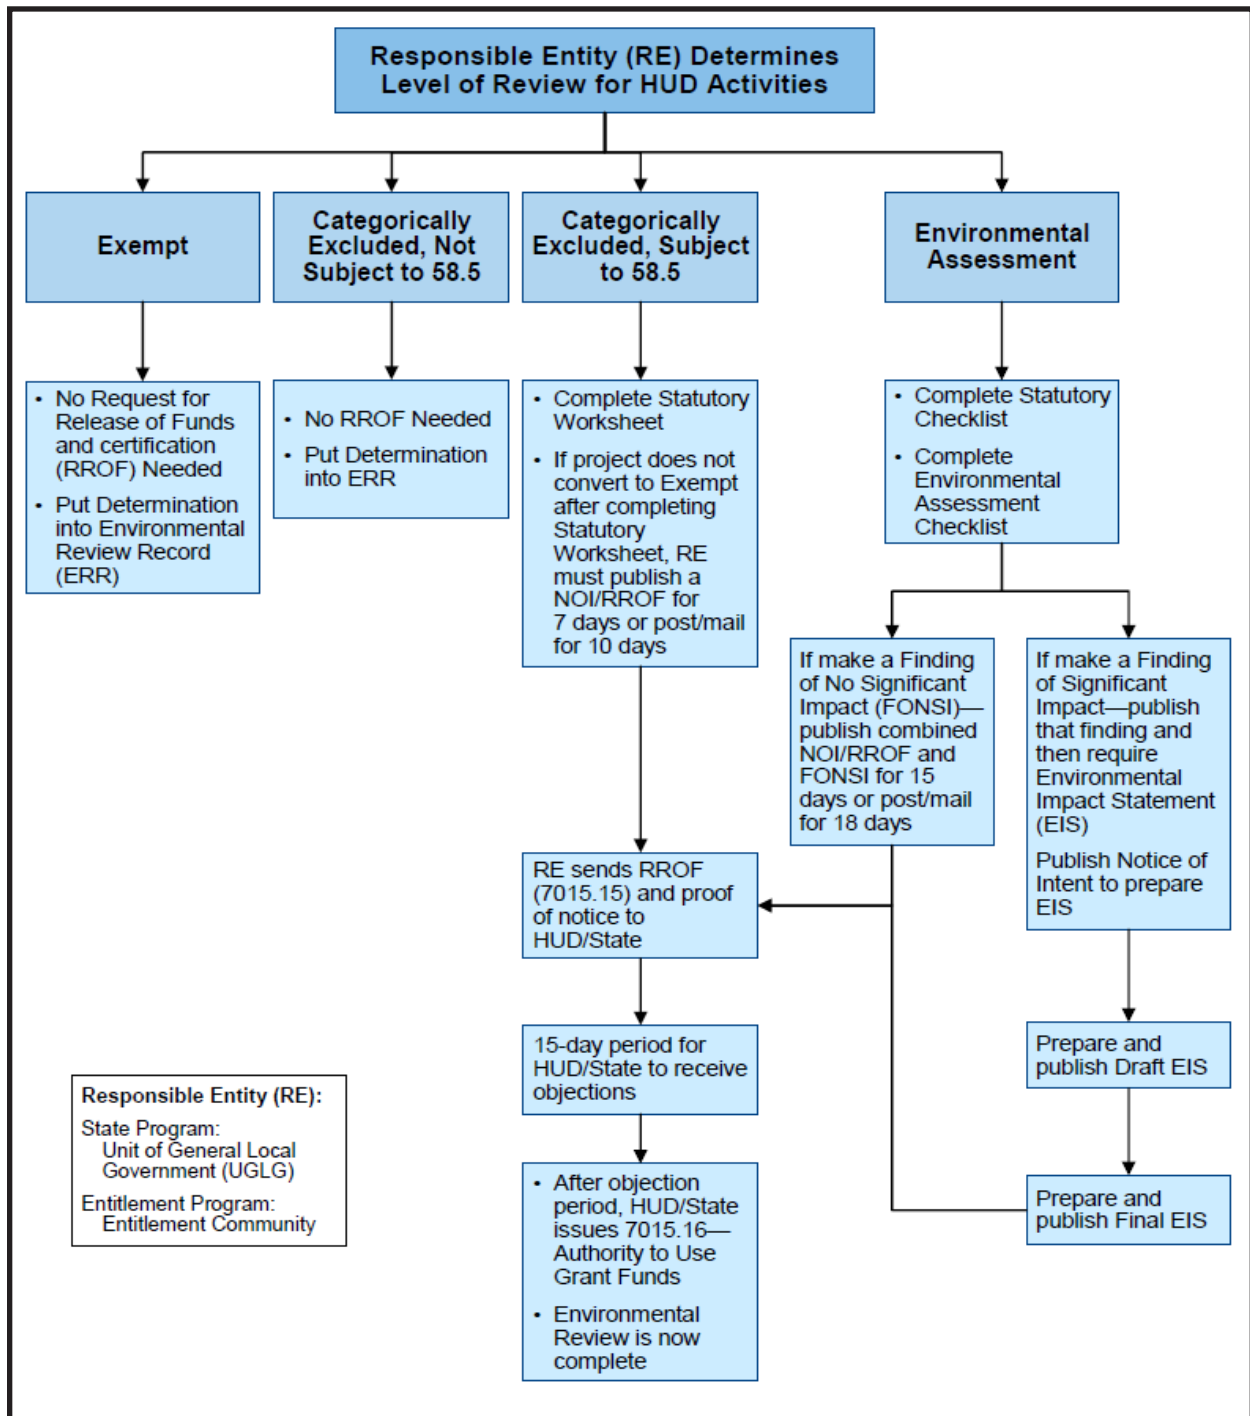 Responsible Entity (RE) Determines
Level of Review for HUD Activities
Exempt
Categorically
Excluded, Not
Subject to 58.5
Categorically
Excluded, Subject
to 58.5
Environmental
Assessment
• No Request for
Release of Funds
and certification
(RROF) Needed
• Put Determination
into Environmental
Review Record
(ERR)
• No RROF Needed
• Put Determination
into ERR
• Complete Statutory
Worksheet
• If project does not
convert to Exempt
after completing
Statutory
Worksheet, RE
must publish a
NOI/RROF for
7 days or post/mail
for 10 days
• Complete Statutory
Checklist
• Complete
Environmental
Assessment
Checklist
If make a Finding
of No Significant
Impact (FONSI)—
publish combined
NOI/RROF and
FONSI for 15
days or post/mail
for 18 days
If make a Finding
of Significant
Impact—publish
that finding and
then require
Environmental
Impact Statement
(EIS)
Publish Notice of
Intent to prepare
EIS
RE sends RROF
(7015.15) and proof
of notice to
HUD/State
15-day period for
HUD/State to receive
objections
Prepare and
publish Draft EIS
• After objection
period, HUD/State
issues 7015.16—
Authority to Use
Grant Funds
• Environmental
Review is now
complete
Prepare and
publish Final EIS
Responsible Entity (RE):
State Program:
Unit of General Local
Government (UGLG)
Entitlement Program:
Entitlement Community